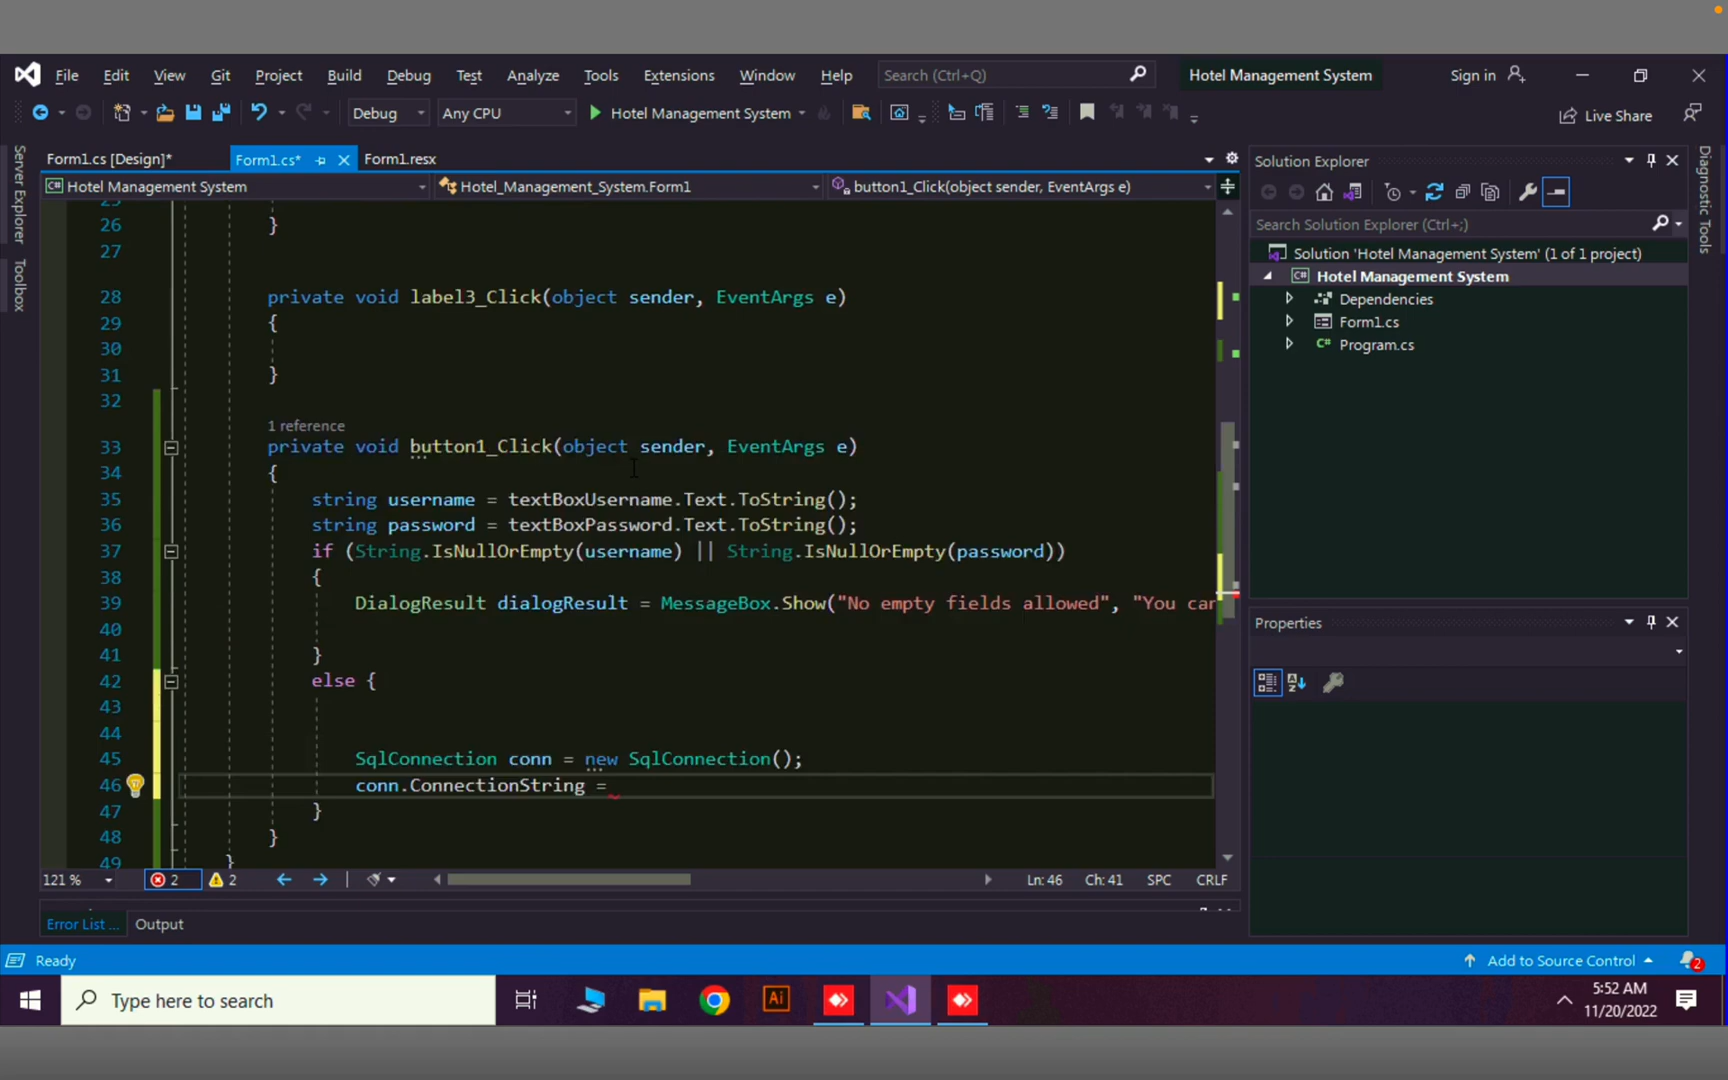 File Edit View Git Project Build Debug Test Analyze Tools Extensions Window Help Search (Ctrl+Q) Hotel Management System Sign in
Debug Any CPU Hotel Management System Live Share
Server Explorer
Toolbox
Form1.cs [Design]* Form1.cs* Form1.resx
Hotel Management System Hotel_Management_System.Form1 button1_Click(object sender, EventArgs e)
25
26 }
27
28 private void label3_Click(object sender, EventArgs e)
29 {
30
31 }
32
1 reference
33 private void button1_Click(object sender, EventArgs e)
34 {
35 string username = textBoxUsername.Text.ToString();
36 string password = textBoxPassword.Text.ToString();
37 if (String.IsNullOrEmpty(username) || String.IsNullOrEmpty(password))
38 {
39 DialogResult dialogResult = MessageBox.Show("No empty fields allowed", "You can
40
41 }
42 else {
43
44
45 SqlConnection conn = new SqlConnection();
46 conn.ConnectionString =
47 }
48 }
49 }
121 % 2 2 Ln: 46 Ch: 41 SPC CRLF
Error List ... Output
Solution Explorer
Search Solution Explorer (Ctrl+;)
Solution 'Hotel Management System' (1 of 1 project)
C# Hotel Management System
Dependencies
Form1.cs
C# Program.cs
Properties
Diagnostic Tools
Ready Add to Source Control 2
Type here to search Ai
5:52 AM
11/20/2022